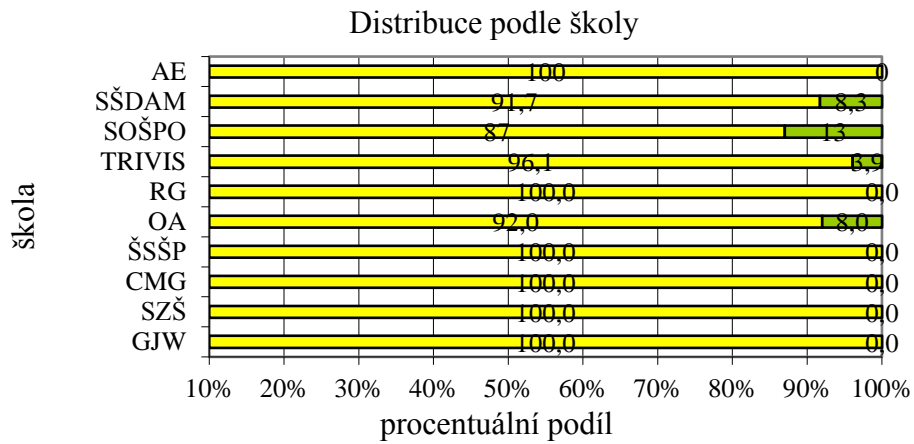 Distribuce podle školy
AE 100 0
SŠDAM 91,7 8,3
SOŠPO 87 13
TRIVIS 96,1 3,9
RG 100,0 0,0
OA 92,0 8,0
ŠSŠP 100,0 0,0
CMG 100,0 0,0
SZŠ 100,0 0,0
GJW 100,0 0,0
škola
10% 20% 30% 40% 50% 60% 70% 80% 90% 100%
procentuální podíl